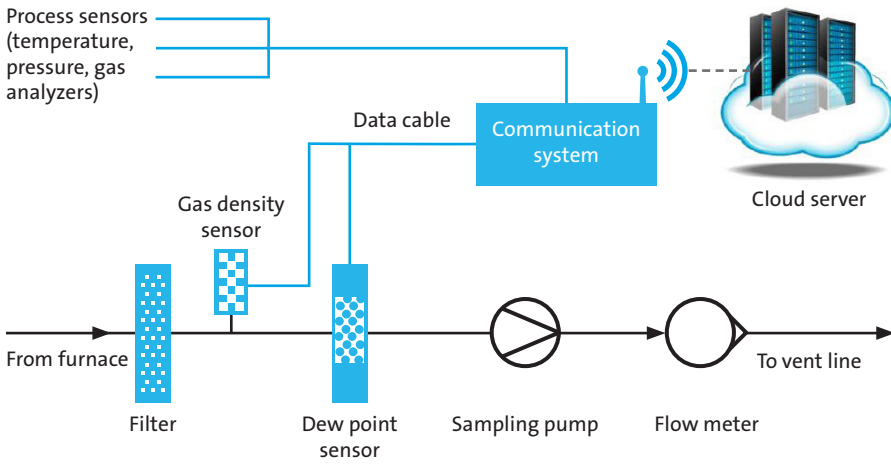 Process sensors
(temperature,
pressure, gas
analyzers)
Data cable
Communication
system
Cloud server
Gas density
sensor
From furnace
To vent line
Filter
Dew point
sensor
Sampling pump
Flow meter